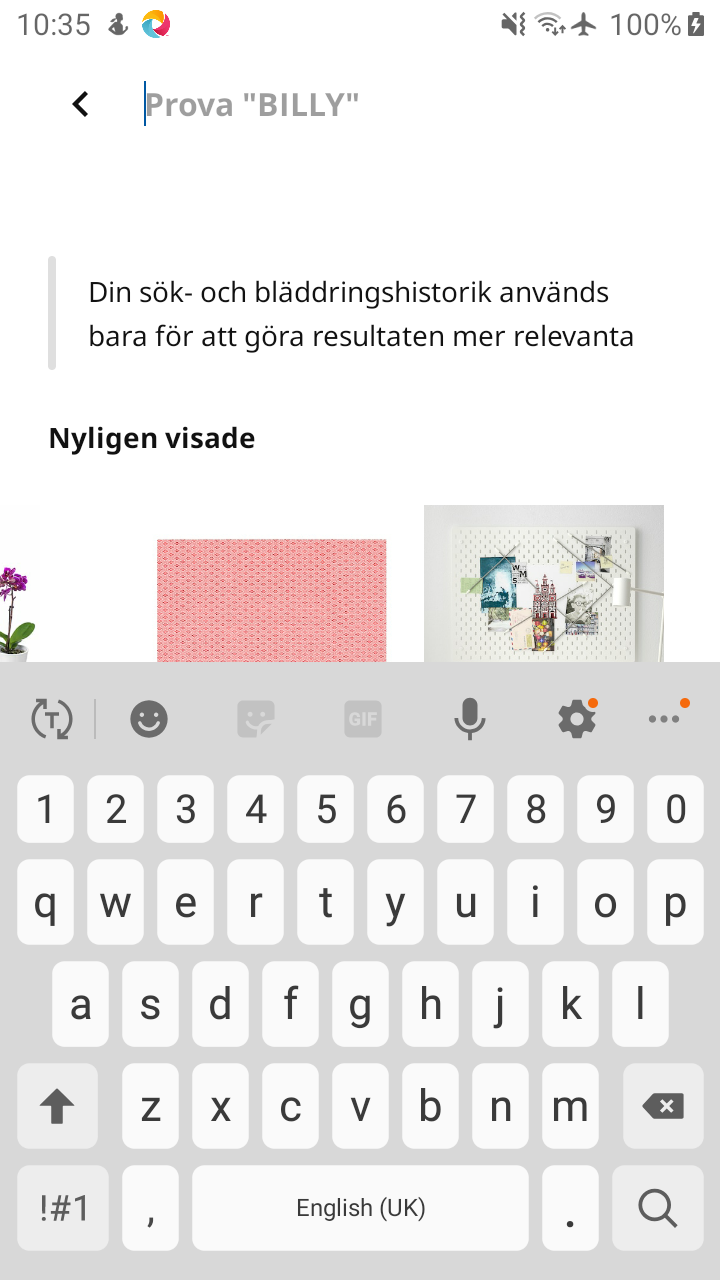 10:35
100%
Prova "BILLY"
Din sök- och bläddringshistorik används
bara för att göra resultaten mer relevanta
Nyligen visade
T
GIF
1 2 3 4 5 6 7 8 9 0
q w e r t y u i o p
a s d f g h j k l
z x c v b n m
!#1 , English (UK) .